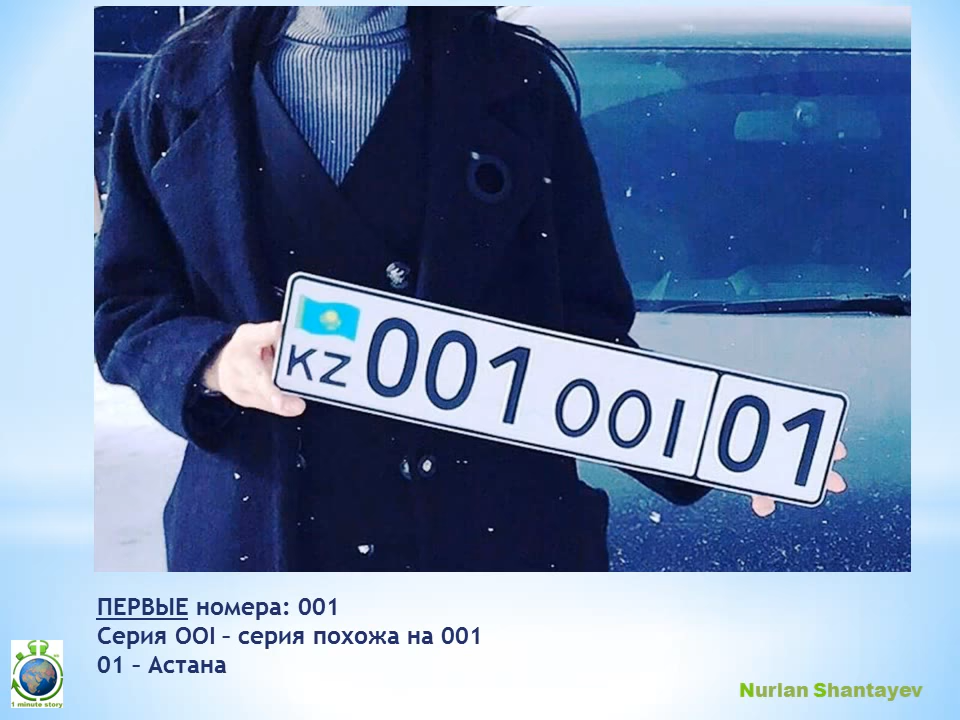 KZ 001 OOI 01
ПЕРВЫЕ номера: 001
Серия OOI – серия похожа на 001
01 – Астана
1 minute story
Nurlan Shantayev